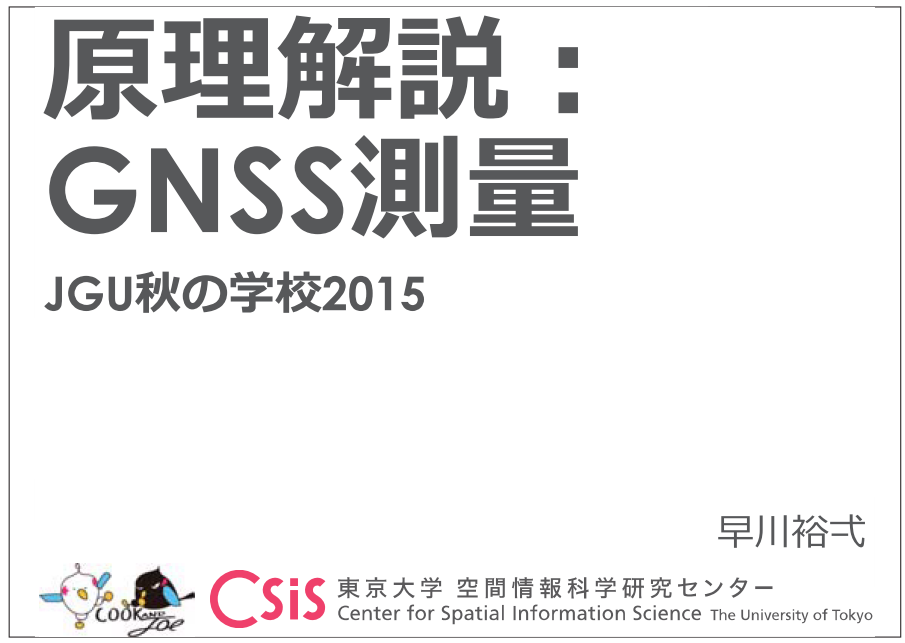 原理解説：
GNSS測量
JGU秋の学校2015
早川裕弌
COOK AND Joe
CSiS 東京大学 空間情報科学研究センター
Center for Spatial Information Science The University of Tokyo